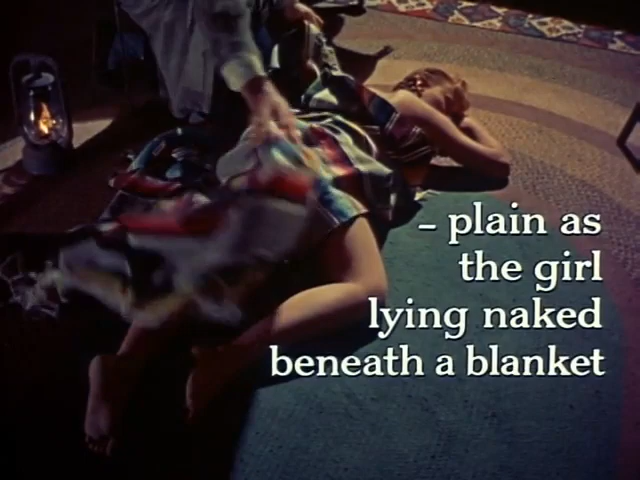 – plain as
the girl
lying naked
beneath a blanket